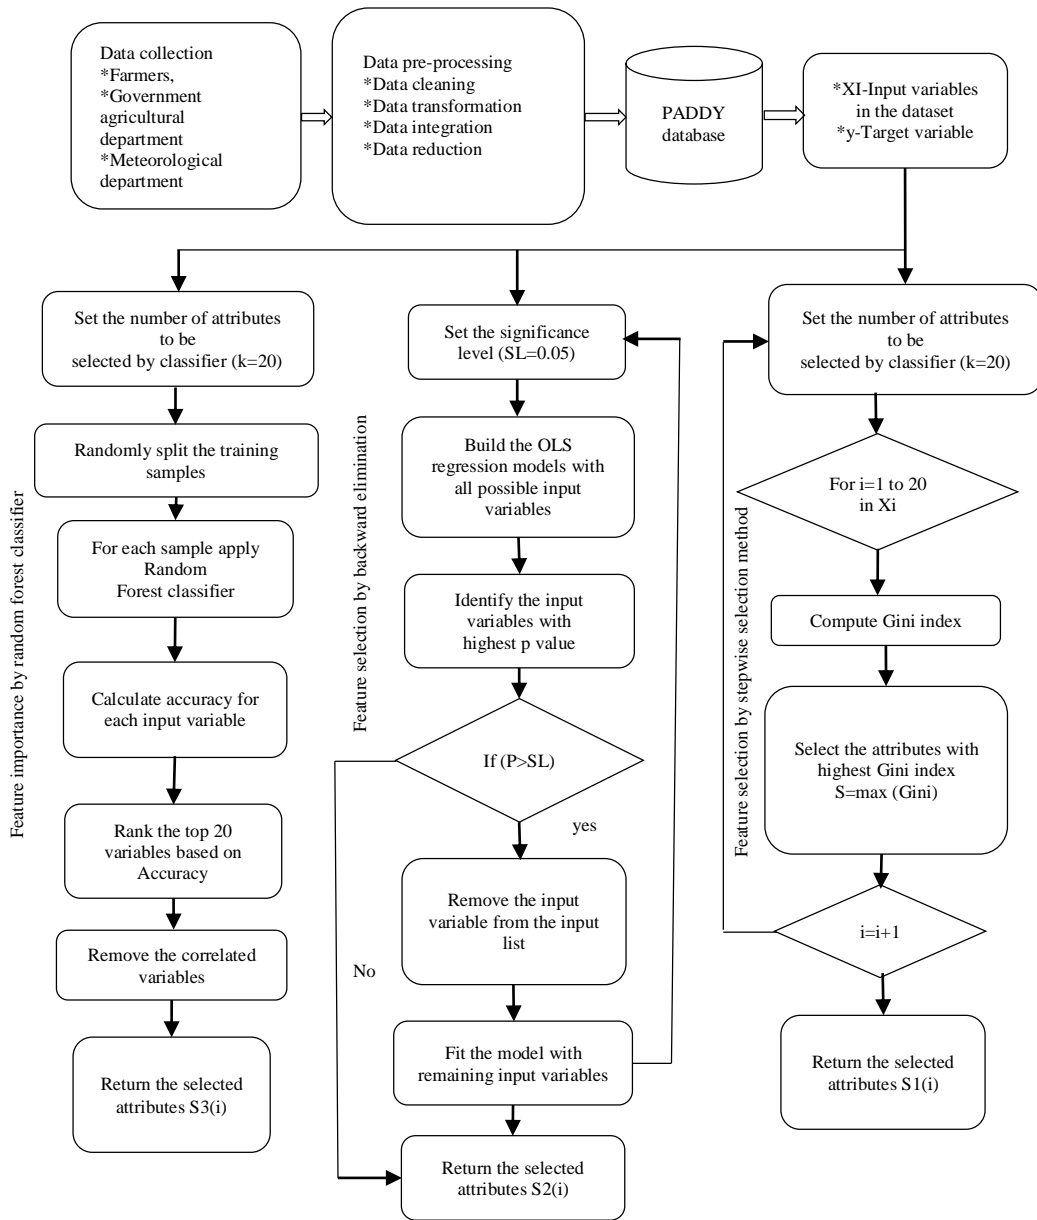 Data collection
*Farmers,
*Government
agricultural
department
*Meteorological
department
Data pre-processing
*Data cleaning
*Data transformation
*Data integration
*Data reduction
PADDY
database
*XI-Input variables
in the dataset
*y-Target variable
Feature importance by random forest classifier
Set the number of attributes
to be
selected by classifier (k=20)
Randomly split the training
samples
For each sample apply
Random
Forest classifier
Calculate accuracy for
each input variable
Rank the top 20
variables based on
Accuracy
Remove the correlated
variables
Return the selected
attributes S3(i)
Feature selection by backward elimination
Set the significance
level (SL=0.05)
Build the OLS
regression models with
all possible input
variables
Identify the input
variables with
highest p value
If (P>SL)
yes
No
Remove the input
variable from the input
list
Fit the model with
remaining input variables
Return the selected
attributes S2(i)
Feature selection by stepwise selection method
Set the number of attributes
to be
selected by classifier (k=20)
For i=1 to 20
in Xi
Compute Gini index
Select the attributes with
highest Gini index
S=max (Gini)
i=i+1
Return the selected
attributes S1(i)